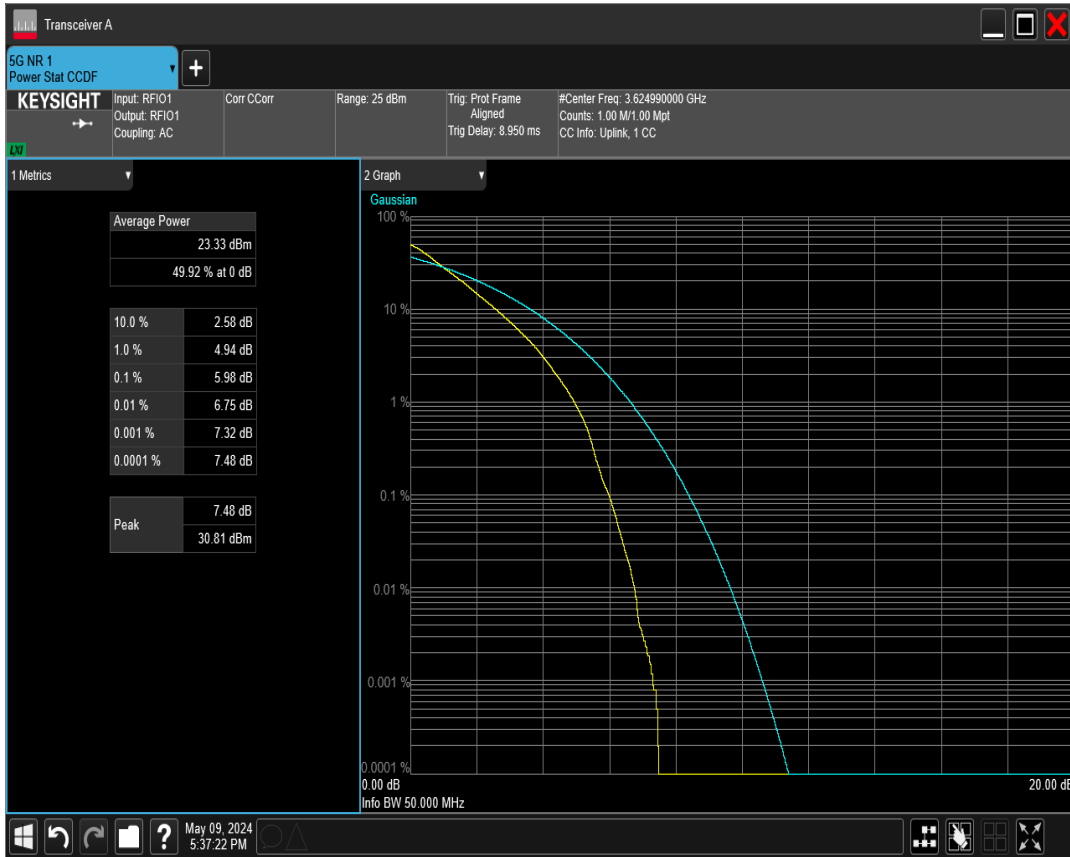 Transceiver A
5G NR 1
Power Stat CCDF
KEYSIGHT
LXI
Input: RFIO1
Output: RFIO1
Coupling: AC
Corr CCorr
Range: 25 dBm
Trig: Prot Frame
Aligned
Trig Delay: 8.950 ms
#Center Freq: 3.624990000 GHz
Counts: 1.00 M/1.00 Mpt
CC Info: Uplink, 1 CC
1 Metrics
Average Power
23.33 dBm
49.92 % at 0 dB
10.0 % 2.58 dB
1.0 % 4.94 dB
0.1 % 5.98 dB
0.01 % 6.75 dB
0.001 % 7.32 dB
0.0001 % 7.48 dB
Peak
7.48 dB
30.81 dBm
2 Graph
Gaussian
100 %
10 %
1 %
0.1 %
0.01 %
0.001 %
0.0001 %
0.00 dB 20.00 dB
Info BW 50.000 MHz
?
May 09, 2024
5:37:22 PM